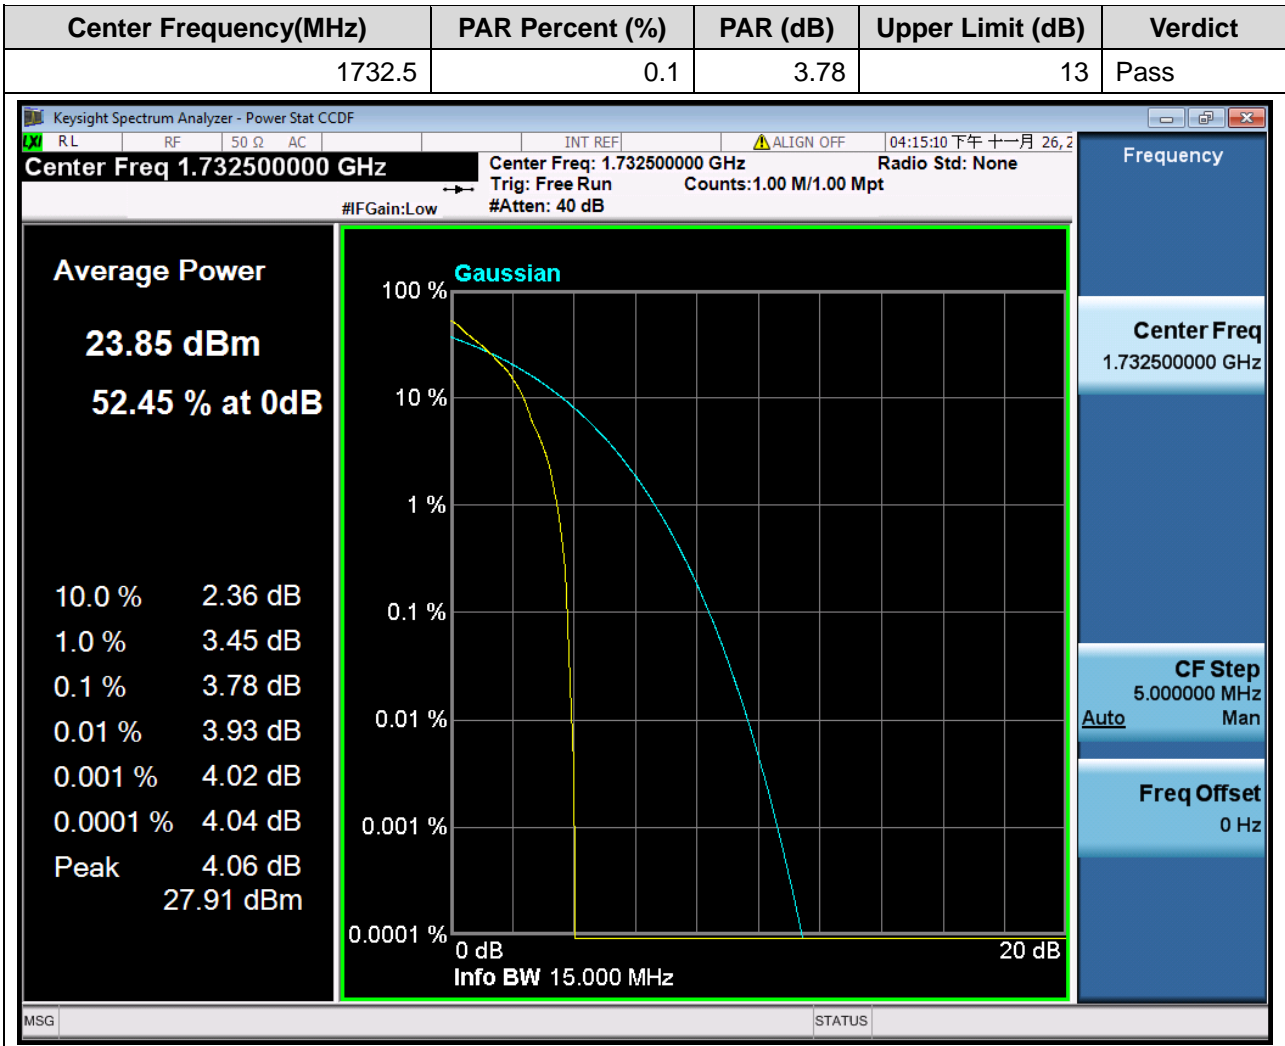 Center Frequency(MHz) PAR Percent (%) PAR (dB) Upper Limit (dB) Verdict
1732.5 0.1 3.78 13 Pass
Keysight Spectrum Analyzer - Power Stat CCDF
LXI RL RF 50 Ω AC INT REF ALIGN OFF 04:15:10 下午 十一月 26, 2
Center Freq 1.732500000 GHz
Center Freq: 1.732500000 GHz Radio Std: None
Trig: Free Run Counts:1.00 M/1.00 Mpt
#IFGain:Low #Atten: 40 dB
Frequency
Average Power
23.85 dBm
52.45 % at 0dB
10.0 % 2.36 dB
1.0 % 3.45 dB
0.1 % 3.78 dB
0.01 % 3.93 dB
0.001 % 4.02 dB
0.0001 % 4.04 dB
Peak 4.06 dB
27.91 dBm
Gaussian
100 %
10 %
1 %
0.1 %
0.01 %
0.001 %
0.0001 %
0 dB 20 dB
Info BW 15.000 MHz
Center Freq
1.732500000 GHz
CF Step
5.000000 MHz
Auto Man
Freq Offset
0 Hz
MSG STATUS